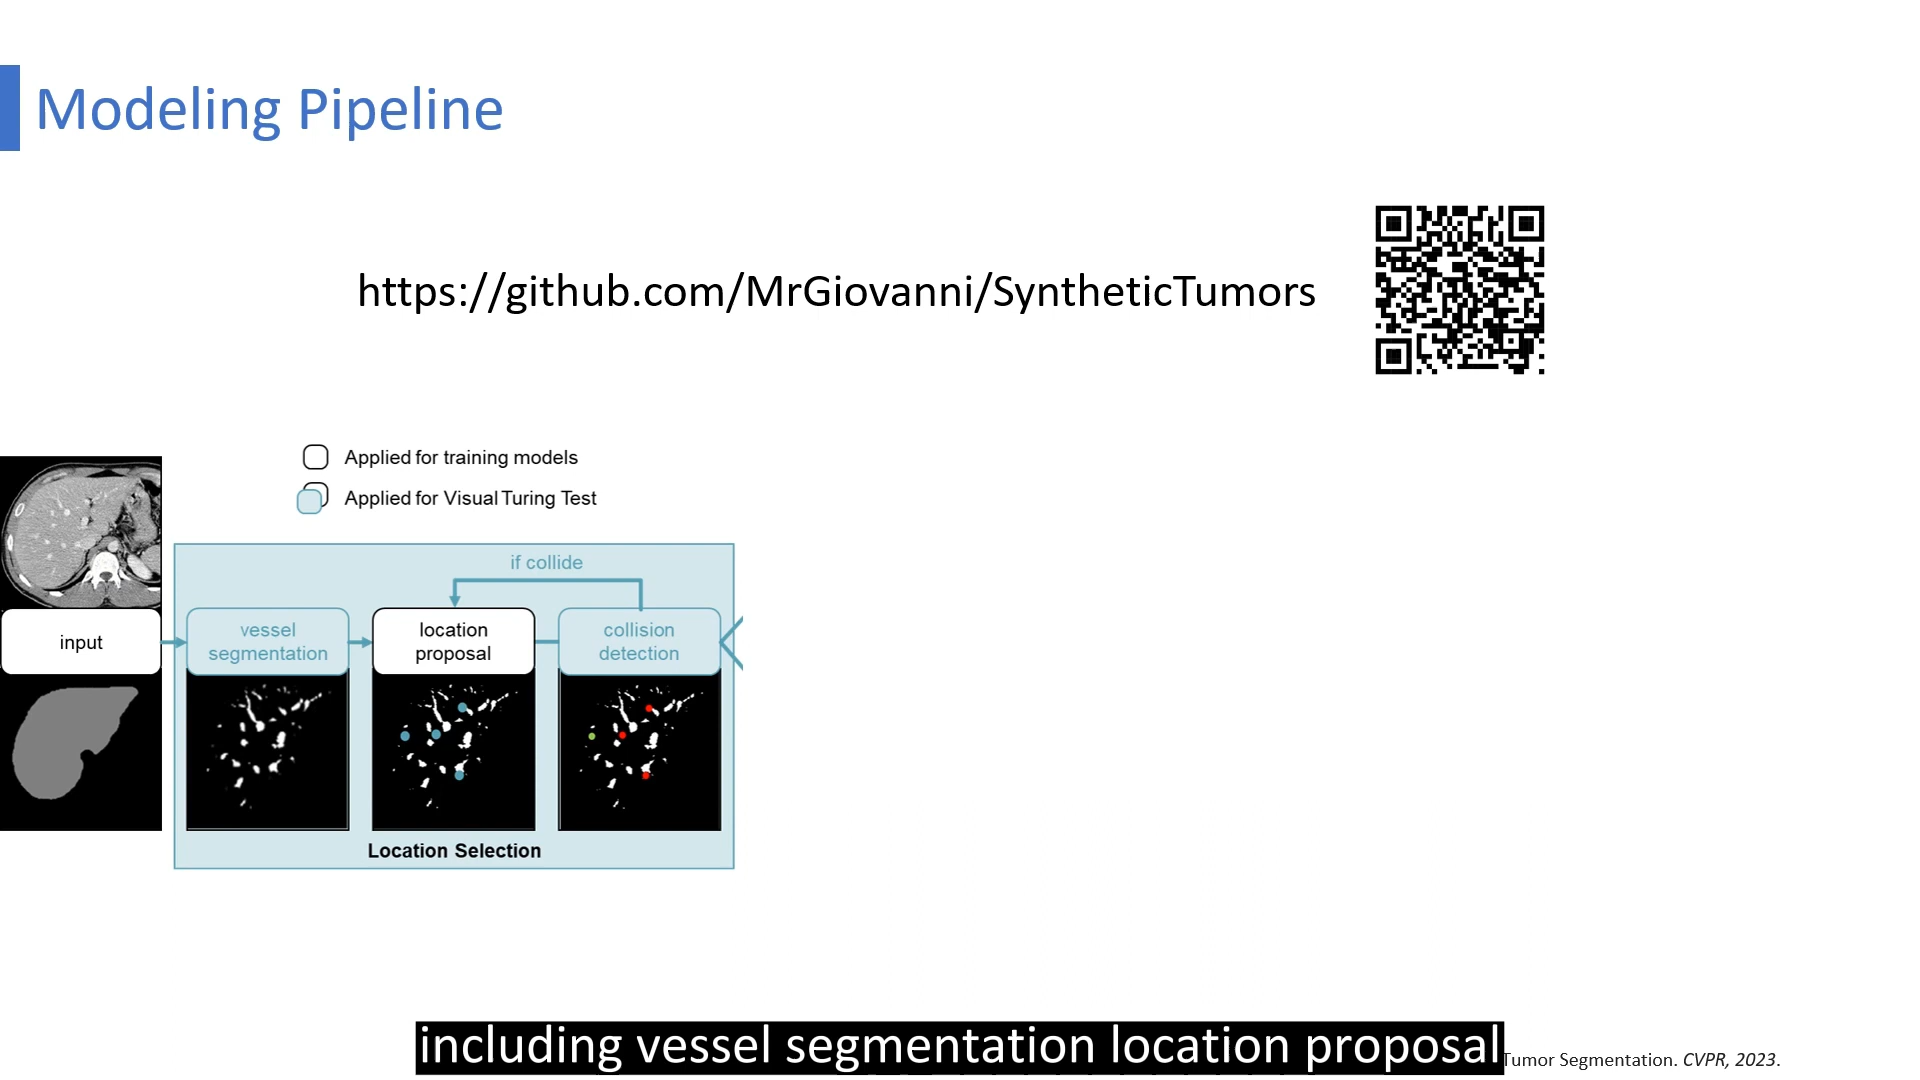 Modeling Pipeline
https://github.com/MrGiovanni/SyntheticTumors
Applied for training models
Applied for Visual Turing Test
if collide
input
vessel
segmentation
location
proposal
collision
detection
Location Selection
including vessel segmentation location proposal
Tumor Segmentation. CVPR, 2023.